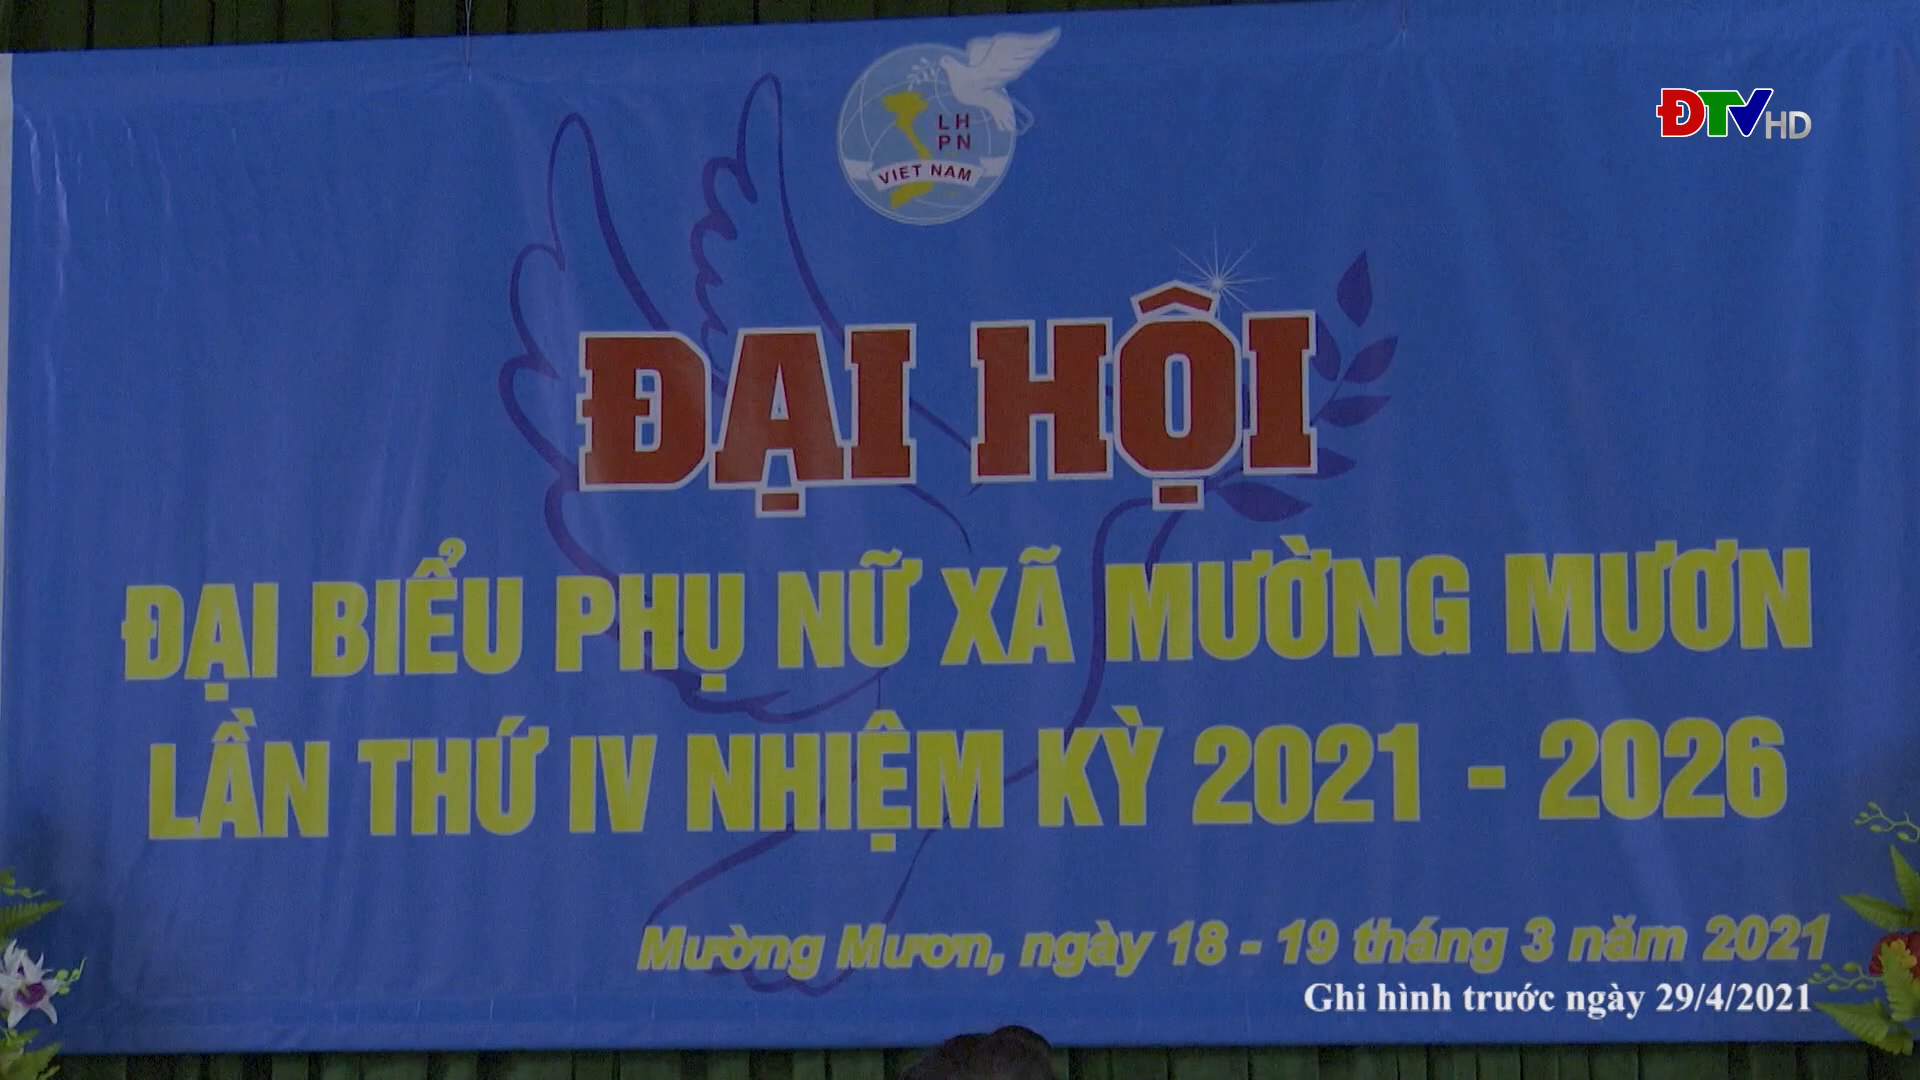 LH
PN
VIET NAM
ĐTV HD
ĐẠI HỘI
ĐẠI BIỂU PHỤ NỮ XÃ MƯỜNG MƯƠN
LẦN THỨ IV NHIỆM KỲ 2021 - 2026
Mường Mươn, ngày 18 - 19 tháng 3 năm 2021
Ghi hình trước ngày 29/4/2021